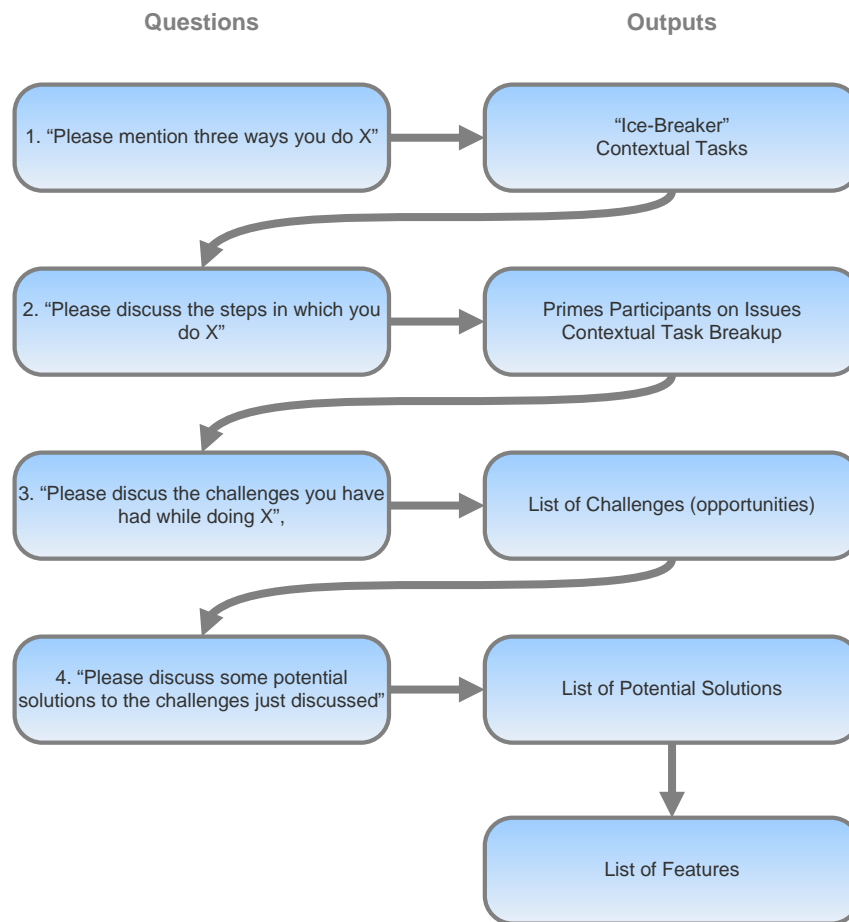 Questions
Outputs
1. “Please mention three ways you do X”
“Ice-Breaker”
Contextual Tasks
2. “Please discuss the steps in which you
do X”
Primes Participants on Issues
Contextual Task Breakup
3. “Please discus the challenges you have
had while doing X”,
List of Challenges (opportunities)
4. “Please discuss some potential
solutions to the challenges just discussed”
List of Potential Solutions
List of Features